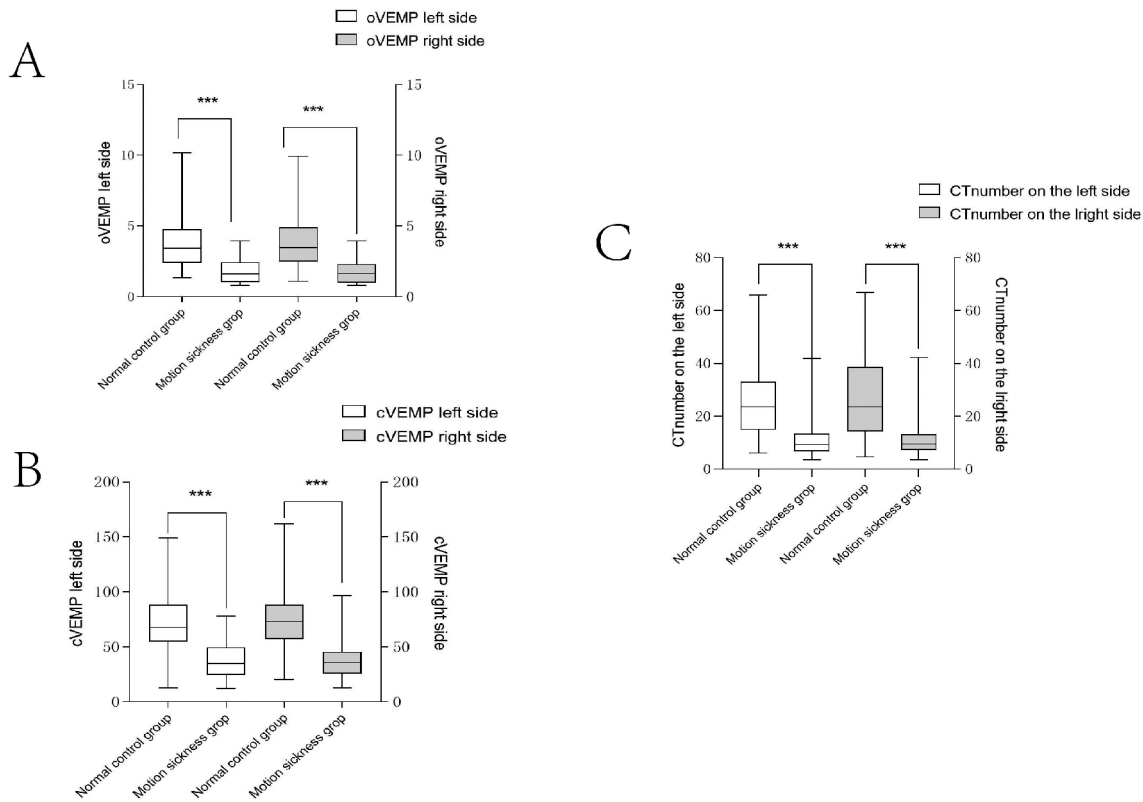 A
oVEMP left side
oVEMP right side
oVEMP left side
15
10
5
0
***
***
15
10
5
0
oVEMP right side
Normal control group
Motion sickness grop
Normal control group
Motion sickness grop
B
cVEMP left side
cVEMP right side
cVEMP left side
200
150
100
50
0
***
***
200
150
100
50
0
cVEMP right side
Normal control group
Motion sickness grop
Normal control group
Motion sickness grop
C
CTnumber on the left side
CTnumber on the lright side
CTnumber on the left side
80
60
40
20
0
***
***
80
60
40
20
0
CTnumber on the lright side
Normal control group
Motion sickness grop
Normal control group
Motion sickness grop